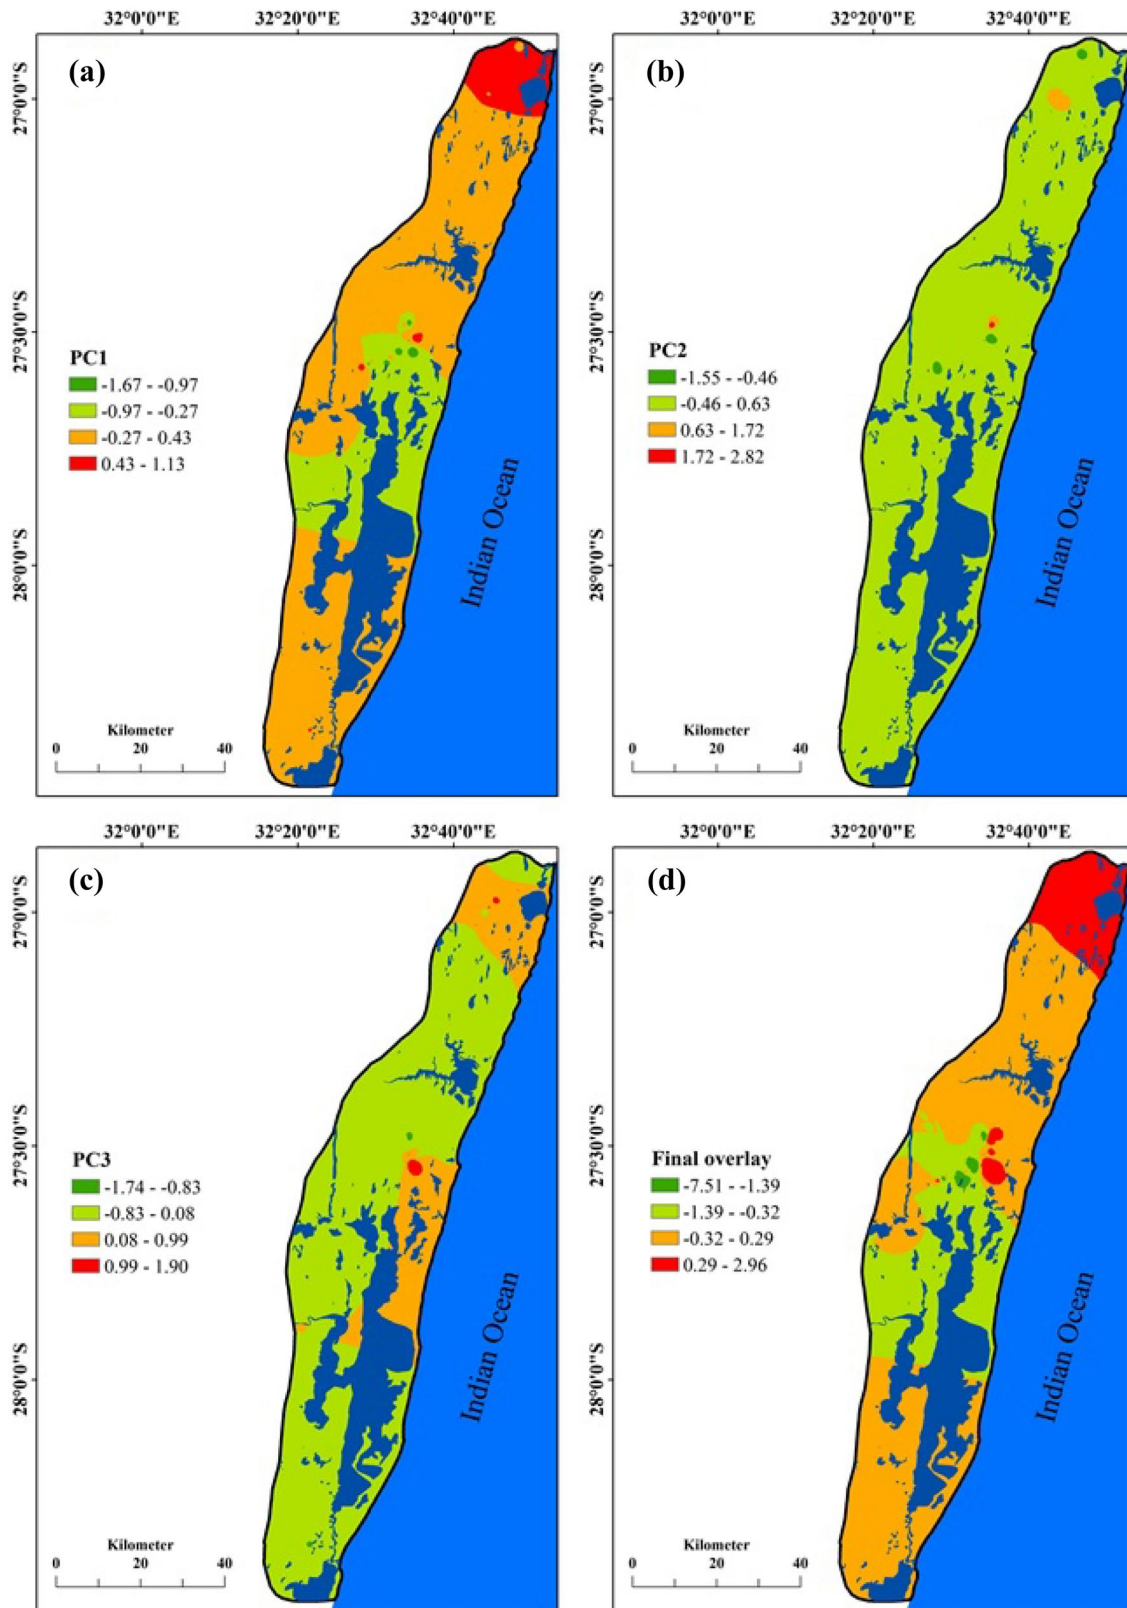 32°0'0"E 32°20'0"E 32°40'0"E 32°0'0"E 32°20'0"E 32°40'0"E
(a)
27°0'0"S
27°30'0"S
28°0'0"S
PC1
-1.67 - -0.97
-0.97 - -0.27
-0.27 - 0.43
0.43 - 1.13
Indian Ocean
Kilometer
0 20 40
(b)
27°0'0"S
27°30'0"S
28°0'0"S
PC2
-1.55 - -0.46
-0.46 - 0.63
0.63 - 1.72
1.72 - 2.82
Indian Ocean
Kilometer
0 20 40
32°0'0"E 32°20'0"E 32°40'0"E 32°0'0"E 32°20'0"E 32°40'0"E
(c)
27°0'0"S
27°30'0"S
28°0'0"S
PC3
-1.74 - -0.83
-0.83 - 0.08
0.08 - 0.99
0.99 - 1.90
Indian Ocean
Kilometer
0 20 40
(d)
27°0'0"S
27°30'0"S
28°0'0"S
Final overlay
-7.51 - -1.39
-1.39 - -0.32
-0.32 - 0.29
0.29 - 2.96
Indian Ocean
Kilometer
0 20 40